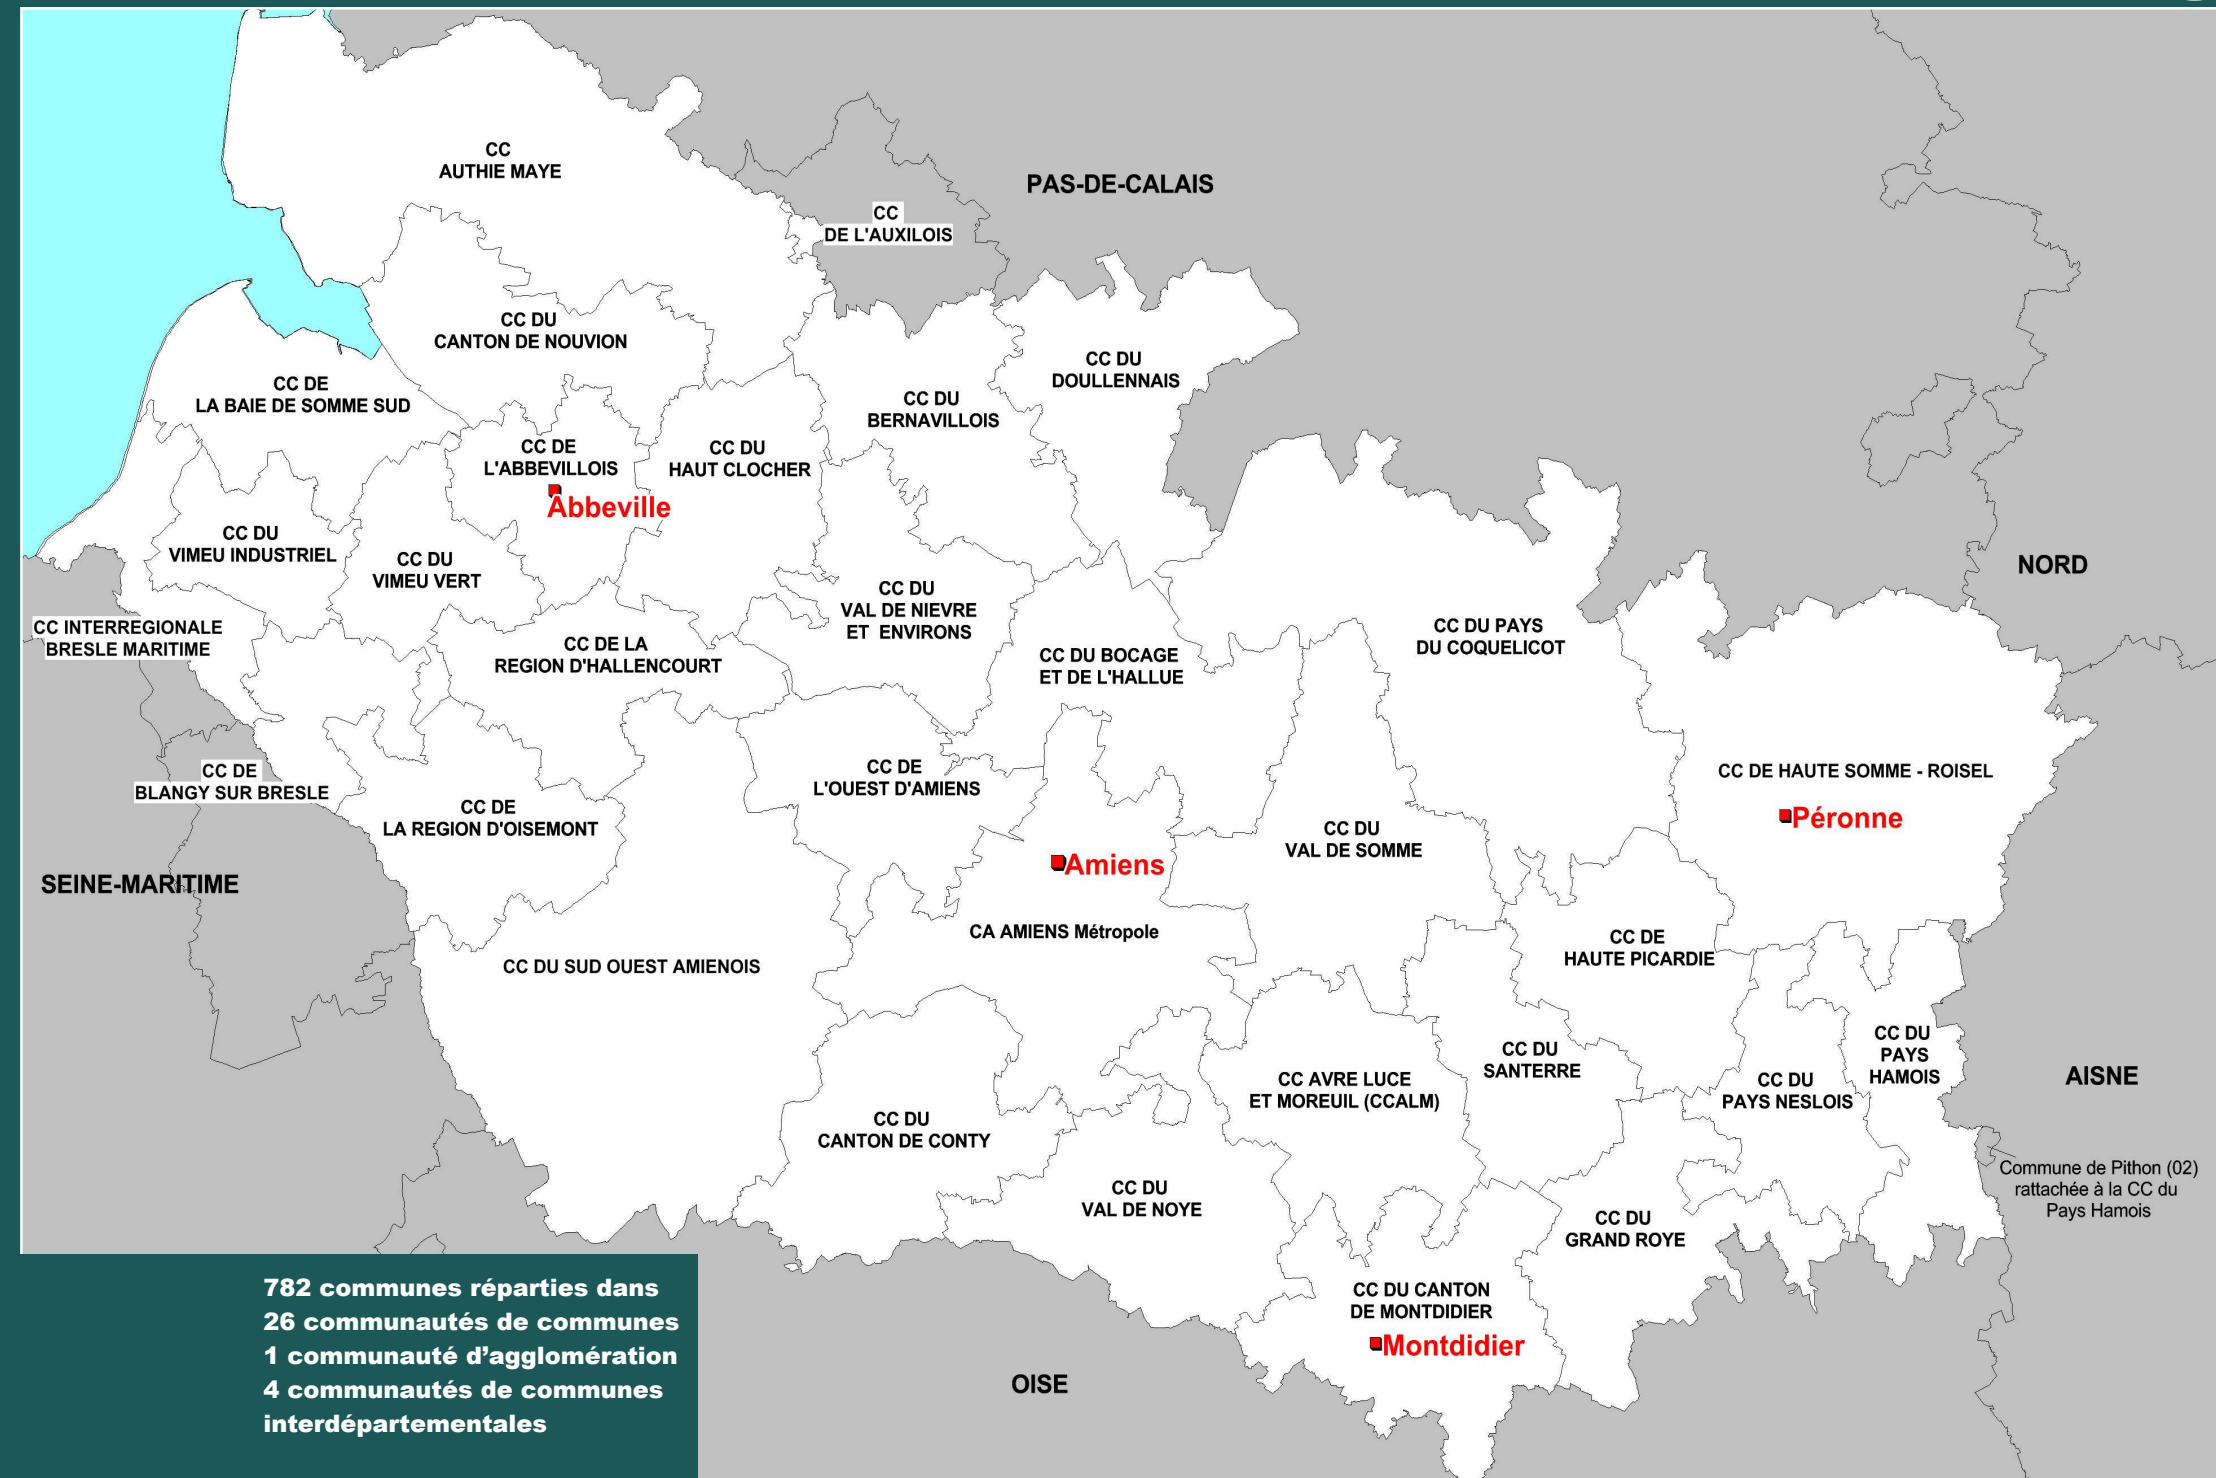 CC
AUTHIE MAYE
PAS-DE-CALAIS
CC
DE L'AUXILOIS
CC DU
CANTON DE NOUVION
CC DU
DOULLENNAIS
CC DE
LA BAIE DE SOMME SUD
CC DU
BERNAVILLOIS
CC DE
L'ABBEVILLOIS
Abbeville
CC DU
HAUT CLOCHER
CC DU
VIMEU INDUSTRIEL
CC DU
VIMEU VERT
NORD
CC DU
VAL DE NIEVRE
ET ENVIRONS
CC INTERREGIONALE
BRESLE MARITIME
CC DE LA
REGION D'HALLENCOURT
CC DU BOCAGE
ET DE L'HALLUE
CC DU PAYS
DU COQUELICOT
CC DE
BLANGY SUR BRESLE
CC DE
L'OUEST D'AMIENS
CC DE HAUTE SOMME - ROISEL
Péronne
CC DE
LA REGION D'OISEMONT
CC DU
VAL DE SOMME
Amiens
SEINE-MARITIME
CA AMIENS Métropole
CC DE
HAUTE PICARDIE
CC DU SUD OUEST AMIENOIS
CC DU
PAYS
HAMOIS
CC DU
SANTERRE
AISNE
CC AVRE LUCE
ET MOREUIL (CCALM)
CC DU
PAYS NESLOIS
CC DU
CANTON DE CONTY
Commune de Pithon (02)
rattachée à la CC du
Pays Hamois
CC DU
VAL DE NOYE
CC DU
GRAND ROYE
CC DU CANTON
DE MONTDIDIER
Montdidier
OISE
782 communes réparties dans
26 communautés de communes
1 communauté d'agglomération
4 communautés de communes
interdépartementales